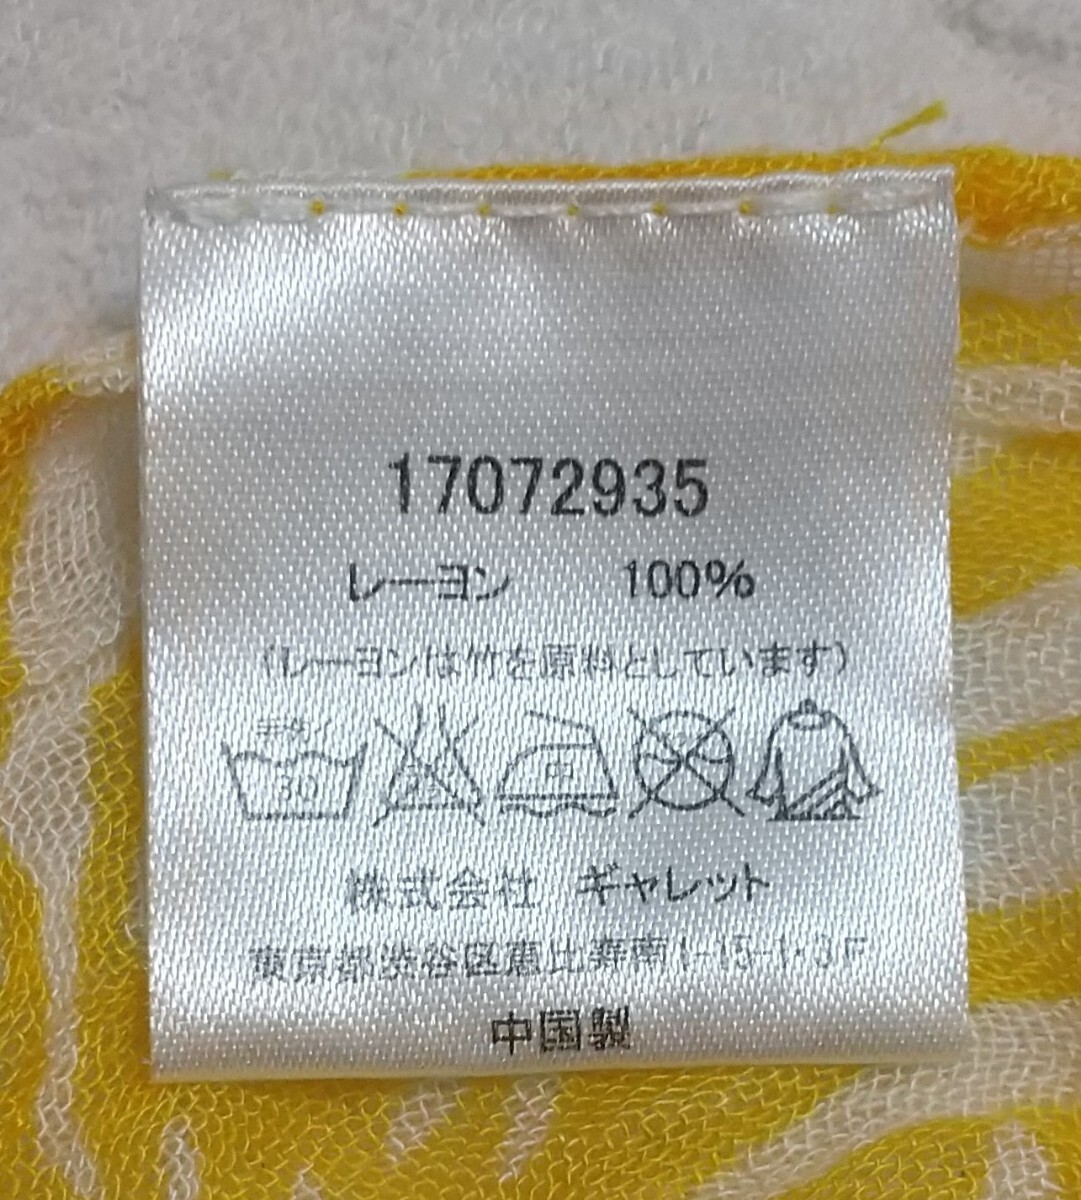 17072935
レーヨン 100%
(レーヨンは竹を原料としています)
手洗
30
中
株式会社 ギャレット
東京都渋谷区恵比寿南1-15-1・3F
中国製